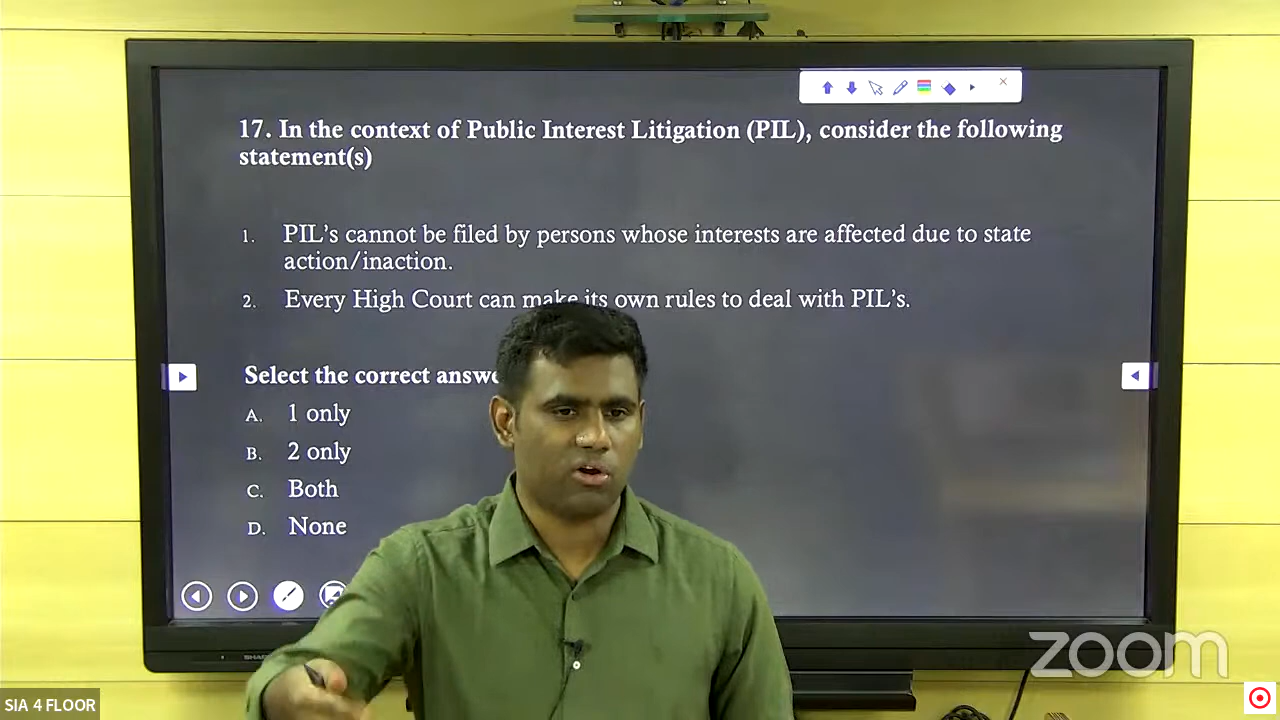 17. In the context of Public Interest Litigation (PIL), consider the following
statement(s)
1. PIL’s cannot be filed by persons whose interests are affected due to state
action/inaction.
2. Every High Court can make its own rules to deal with PIL’s.
Select the correct
A. 1 only
B. 2 only
C. Both
D. None
zoom
SIA 4 FLOOR